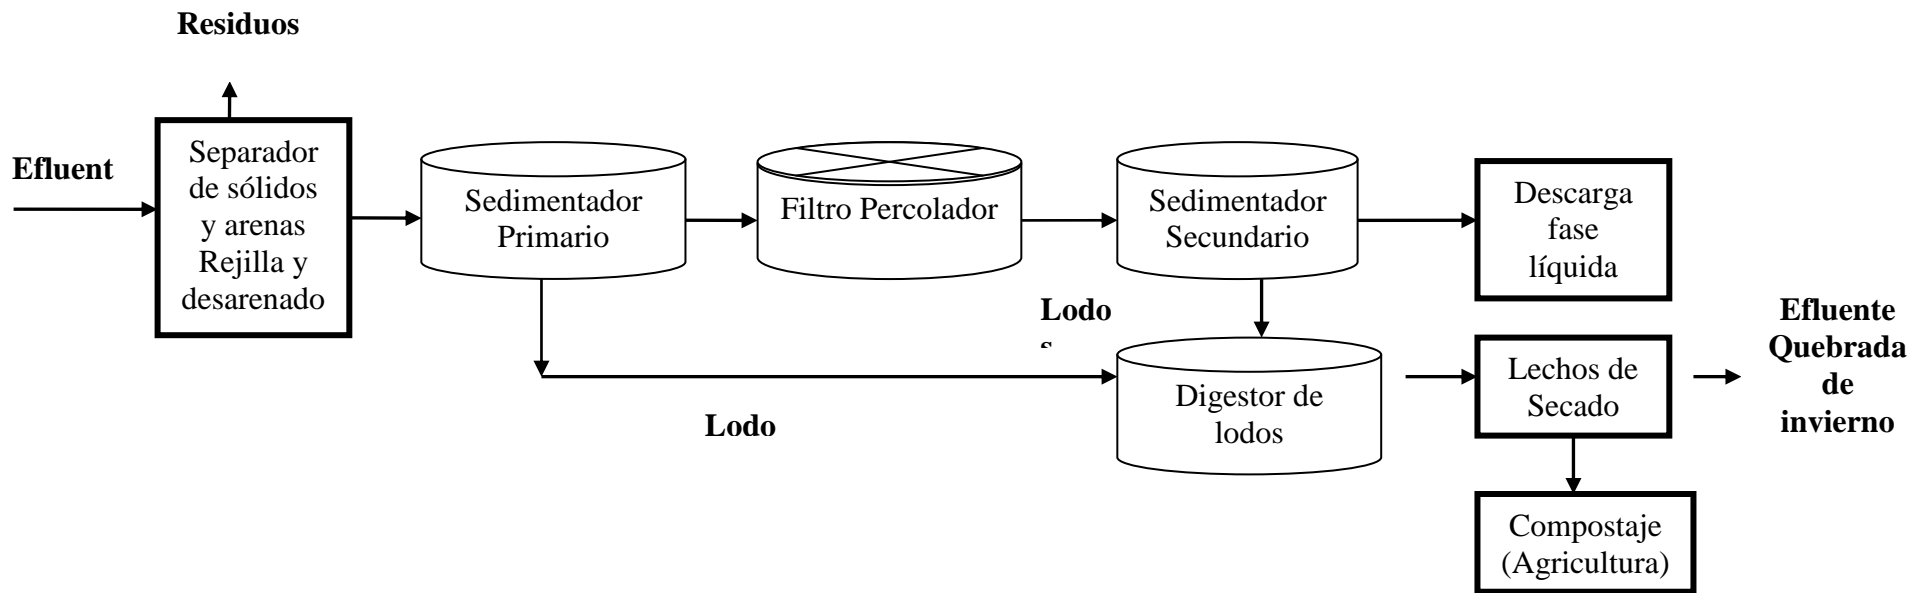 Residuos
Efluent
Separador
de sólidos
y arenas
Rejilla y
desarenado
Sedimentador
Primario
Filtro Percolador
Sedimentador
Secundario
Descarga
fase
líquida
Lodo
s
Lodo
Digestor de
lodos
Lechos de
Secado
Efluente
Quebrada
de
invierno
Compostaje
(Agricultura)